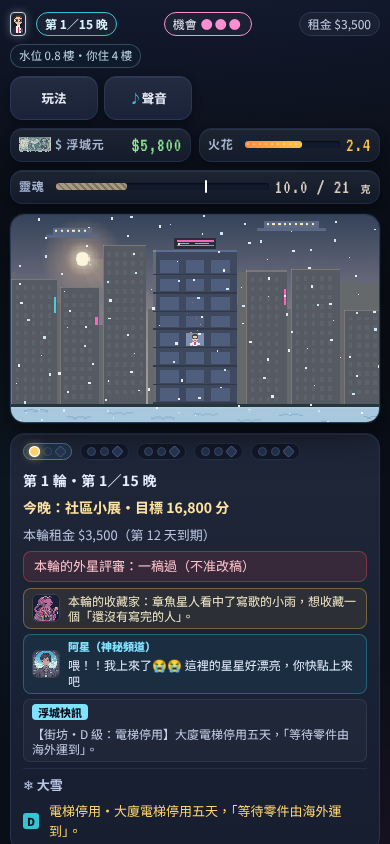 第 1／15 晚
機會
租金 $3,500
水位 0.8 樓・你住 4 樓
玩法
♪聲音
$ 浮城元 $5,800
火花 2.4
靈魂 10.0 / 21 克
第 1 輪・第 1／15 晚
今晚：社區小展・目標 16,800 分
本輪租金 $3,500（第 12 天到期）
本輪的外星評審：一稿過（不准改稿）
本輪的收藏家：章魚星人看中了寫歌的小雨，想收藏一
個「還沒有寫完的人」。
阿星（神秘頻道）
喂！！我上來了😭😭 這裡的星星好漂亮，你快點上來
吧
浮城快訊
【街坊・D 級：電梯停用】大廈電梯停用五天，「等待零件由
海外運到」。
❄ 大雪
D 電梯停用・大廈電梯停用五天，「等待零件由海外運
到」。